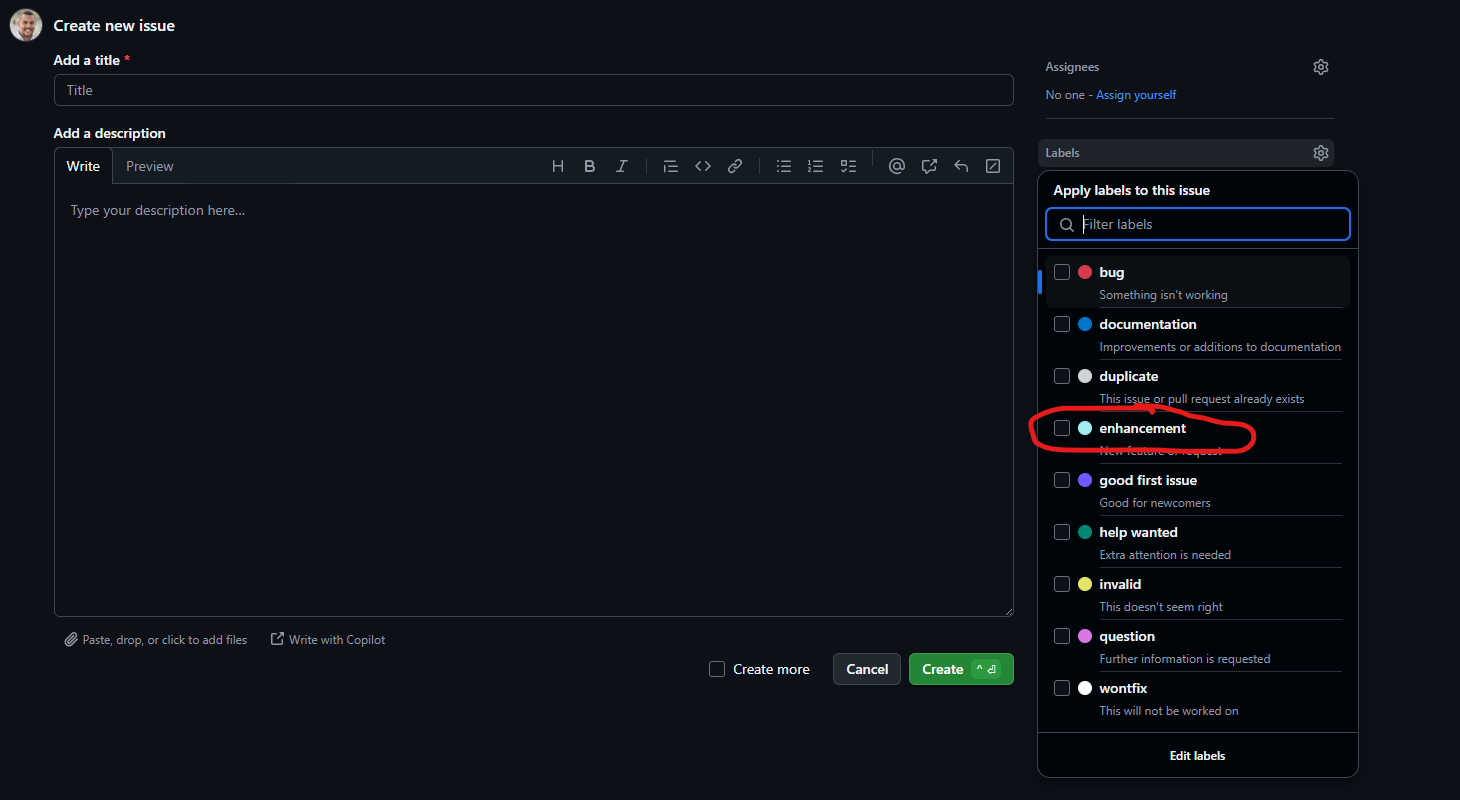 Create new issue
Add a title *
Title
Add a description
Write Preview
Type your description here...
Paste, drop, or click to add files Write with Copilot
Create more Cancel Create
Assignees
No one - Assign yourself
Labels
Apply labels to this issue
Filter labels
bug
Something isn't working
documentation
Improvements or additions to documentation
duplicate
This issue or pull request already exists
enhancement
New feature or request
good first issue
Good for newcomers
help wanted
Extra attention is needed
invalid
This doesn't seem right
question
Further information is requested
wontfix
This will not be worked on
Edit labels